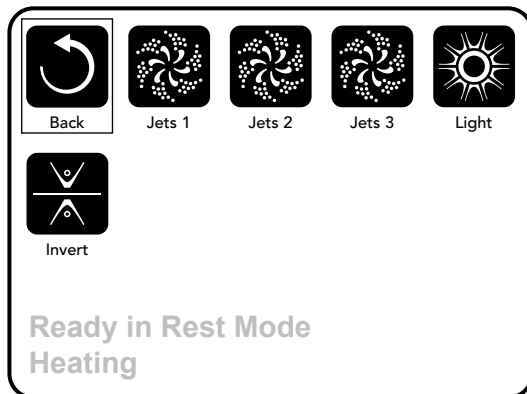 Back Jets 1 Jets 2 Jets 3 Light
Invert
Ready in Rest Mode
Heating